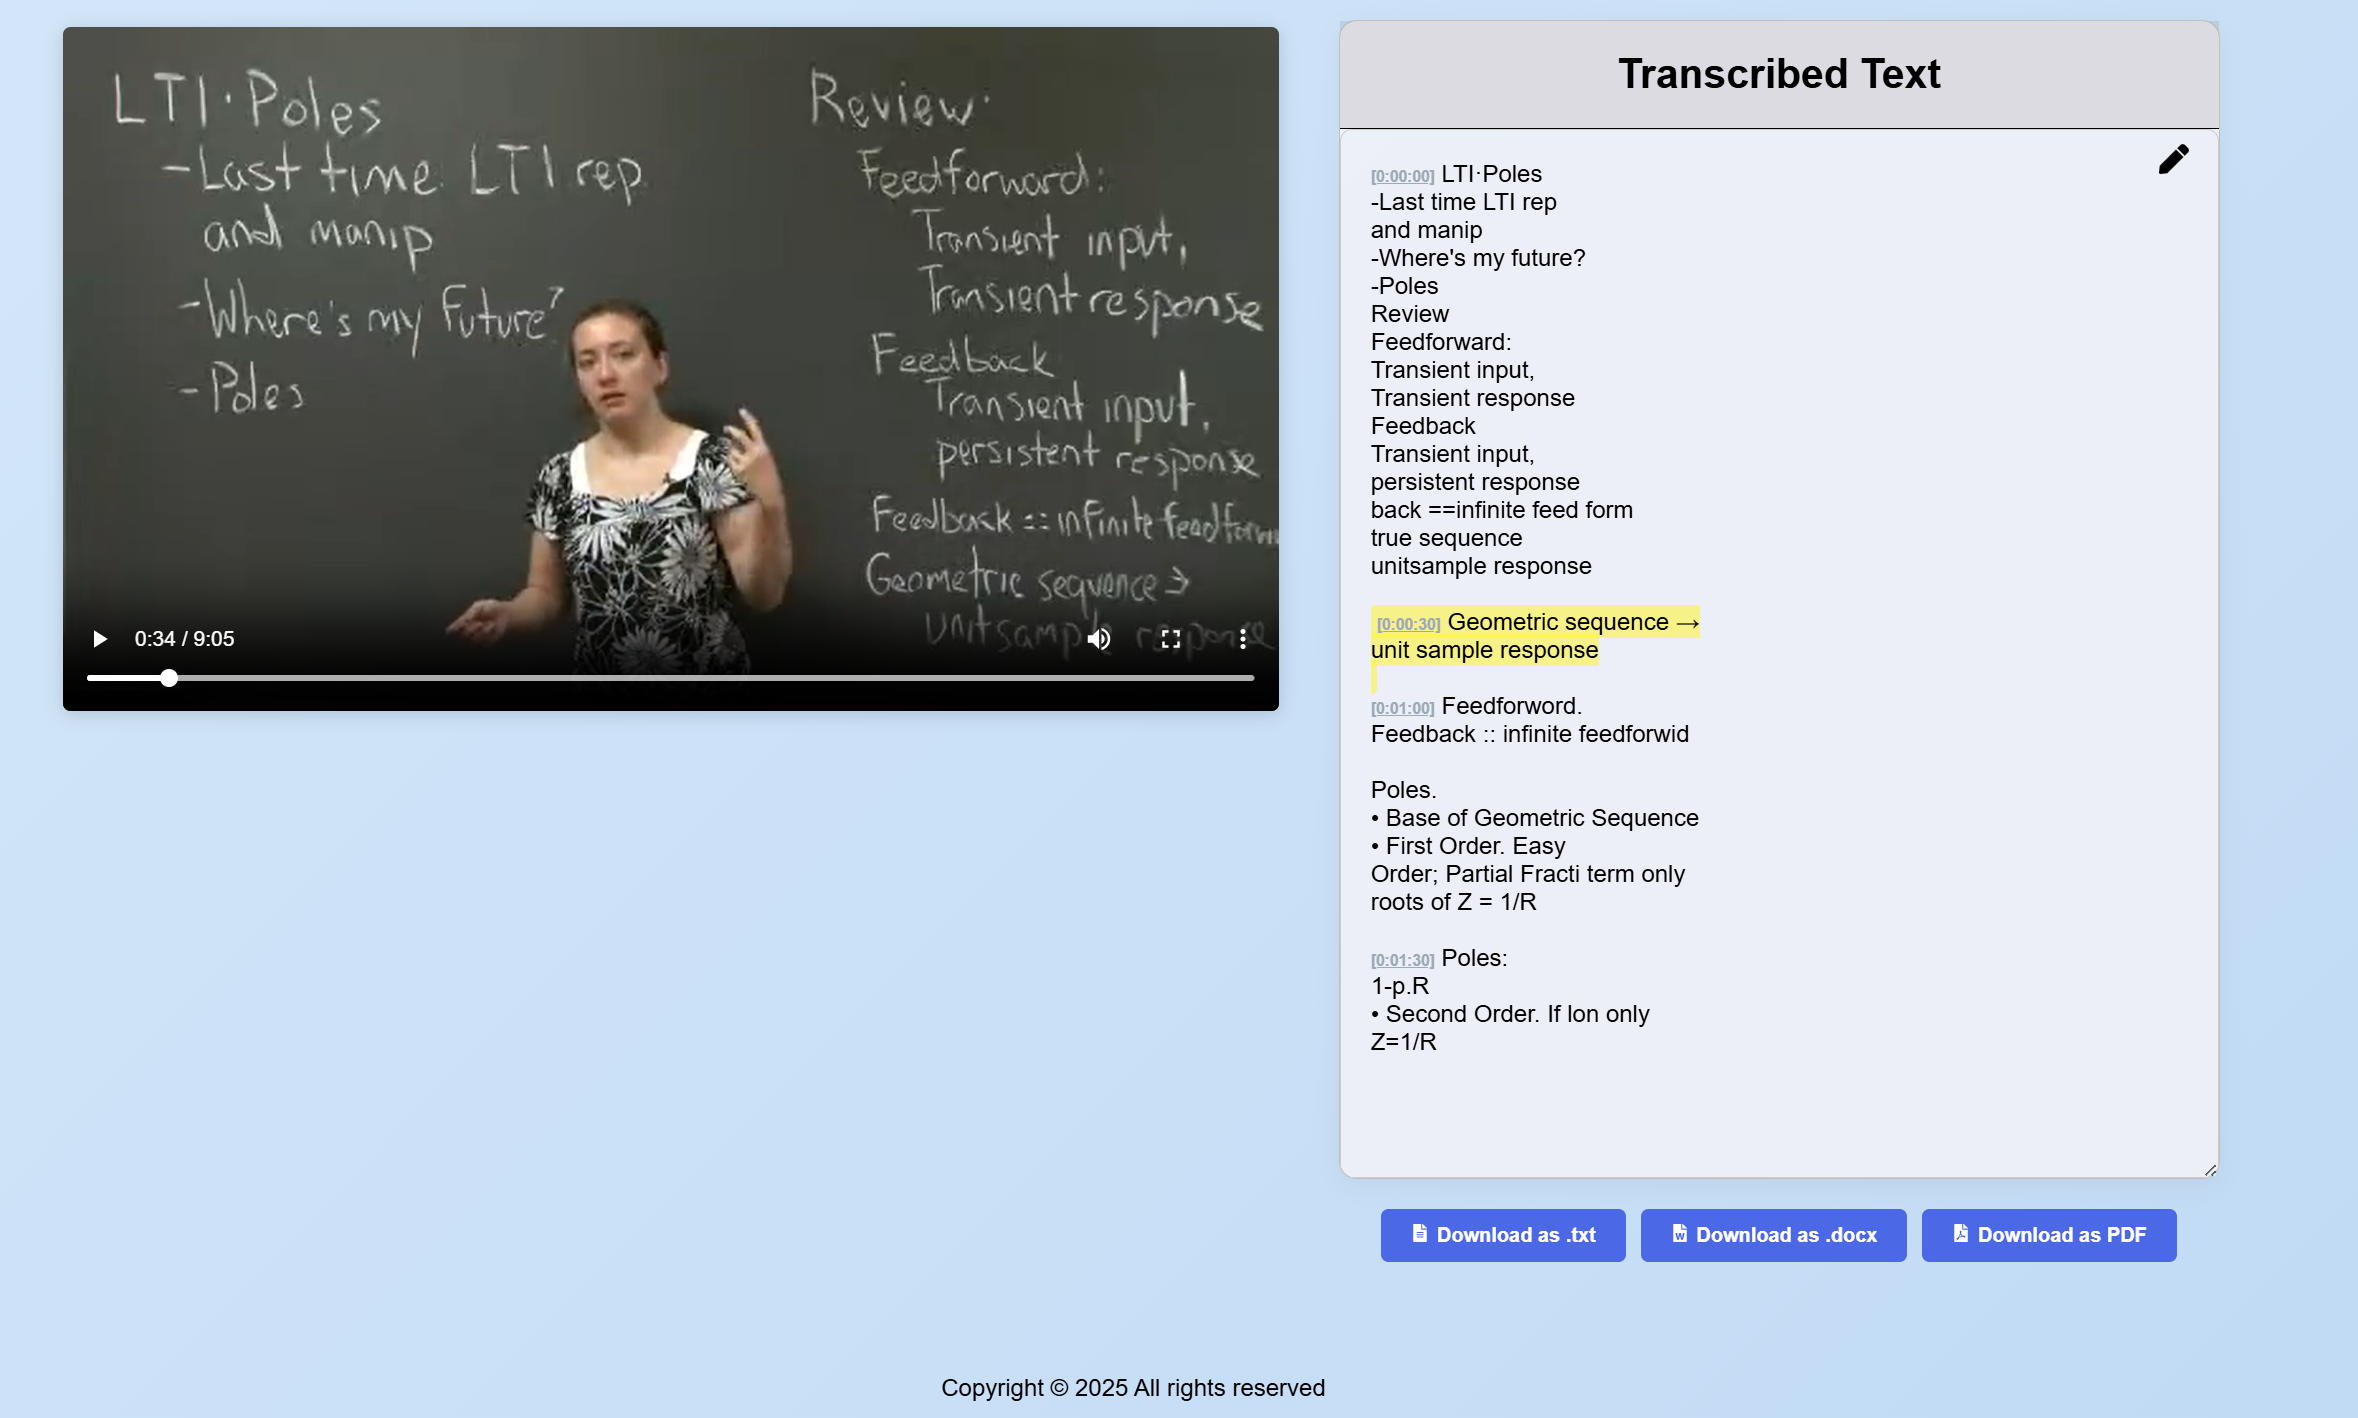 LTI·Poles
-Last time LTI rep
and manip
-Where's my Future?
-Poles
Review·
Feedforward:
Transient input,
Transient response
Feedback
Transient input,
persistent response
Feedback :: infinite
Geometric sequence →
Unit sample response
0:34 / 9:05
Transcribed Text
[0:00:00] LTI·Poles
-Last time LTI rep
and manip
-Where's my future?
-Poles
Review
Feedforward:
Transient input,
Transient response
Feedback
Transient input,
persistent response
back ==infinite feed form
true sequence
unitsample response
[0:00:30] Geometric sequence →
unit sample response
[0:01:00] Feedforword.
Feedback :: infinite feedforwid
Poles.
• Base of Geometric Sequence
• First Order. Easy
Order; Partial Fracti term only
roots of Z = 1/R
[0:01:30] Poles:
1-p.R
• Second Order. If lon only
Z=1/R
Download as .txt
Download as .docx
Download as PDF
Copyright © 2025 All rights reserved